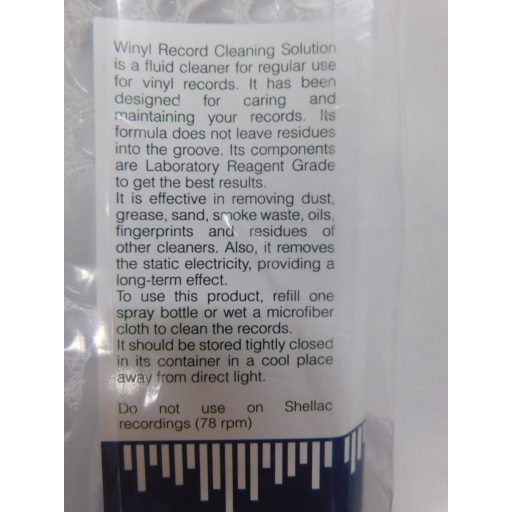 Winyl Record Cleaning Solution
is a fluid cleaner for regular use
for vinyl records. It has been
designed for caring and
maintaining your records. Its
formula does not leave residues
into the groove. Its components
are Laboratory Reagent Grade
to get the best results.
It is effective in removing dust,
grease, sand, smoke waste, oils,
fingerprints and residues of
other cleaners. Also, it removes
the static electricity, providing a
long-term effect.
To use this product, refill one
spray bottle or wet a microfiber
cloth to clean the records.
It should be stored tightly closed
in its container in a cool place
away from direct light.
Do not use on Shellac
recordings (78 rpm)